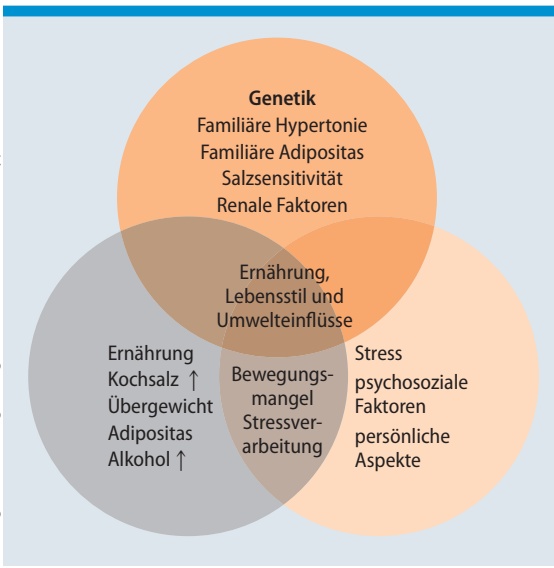 Genetik
Familiäre Hypertonie
Familiäre Adipositas
Salzsensitivität
Renale Faktoren
Ernährung,
Lebensstil und
Umwelteinflüsse
Ernährung
Kochsalz ↑
Übergewicht
Adipositas
Alkohol ↑
Bewegungs-
mangel
Stressver-
arbeitung
Stress
psychosoziale
Faktoren
persönliche
Aspekte